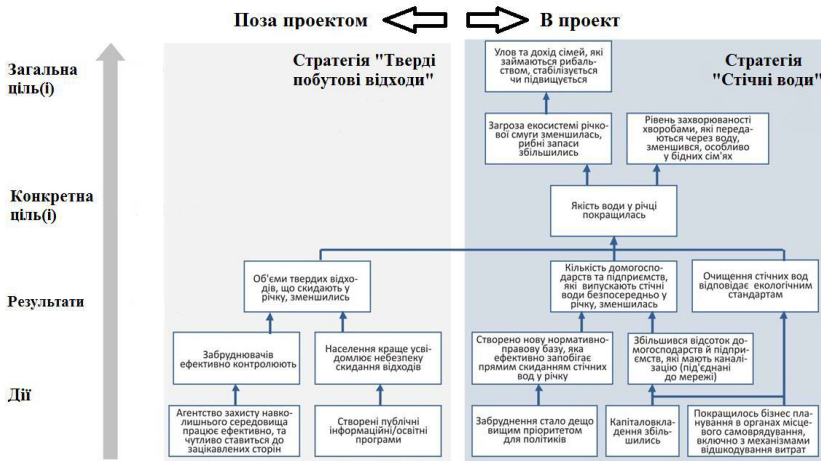 Поза проектом
В проект
Стратегія "Тверді
побутові відходи"
Стратегія
"Стічні води"
Загальна
ціль(і)
Улов та дохід сімей, які
займаються рибаль-
ством, стабілізується
чи підвищується
Загроза екосистемі річко-
вої смуги зменшилась,
рибні запаси
збільшились
Рівень захворюваності
хворобами, які переда-
ються через воду,
зменшився, особливо
у бідних сім'ях
Конкретна
ціль(і)
Якість води у річці
покращилась
Результати
Об'єми твердих відхо-
дів, що скидають у
річку, зменшились
Кількість домогоспо-
дарств та підприємств,
які випускають стічні
води безпосередньо у
річку, зменшилась
Очищення стічних вод
відповідає екологічним
стандартам
Забруднювачів
ефективно контролюють
Населення краще усві-
домлює небезпеку
скидання відходів
Створено нову нормативно-
правову базу, яка
ефективно запобігає
прямим скиданням стічних
вод у річку
Збільшився відсоток до-
могосподарств й підпри-
ємств, які мають каналі-
зацію (під'єднані
до мережі)
Дії
Агентство захисту навко-
лишнього середовища
працює ефективно, та
чутливо ставиться до
зацікавлених сторін
Створені публічні
інформаційні/освітні
програми
Забруднення стало дещо
вищим пріоритетом
для політиків
Капіталовкла-
дення збіль-
шились
Покращилось бізнес пла-
нування в органах місце-
вого самоврядування,
включно з механізмами
відшкодування витрат